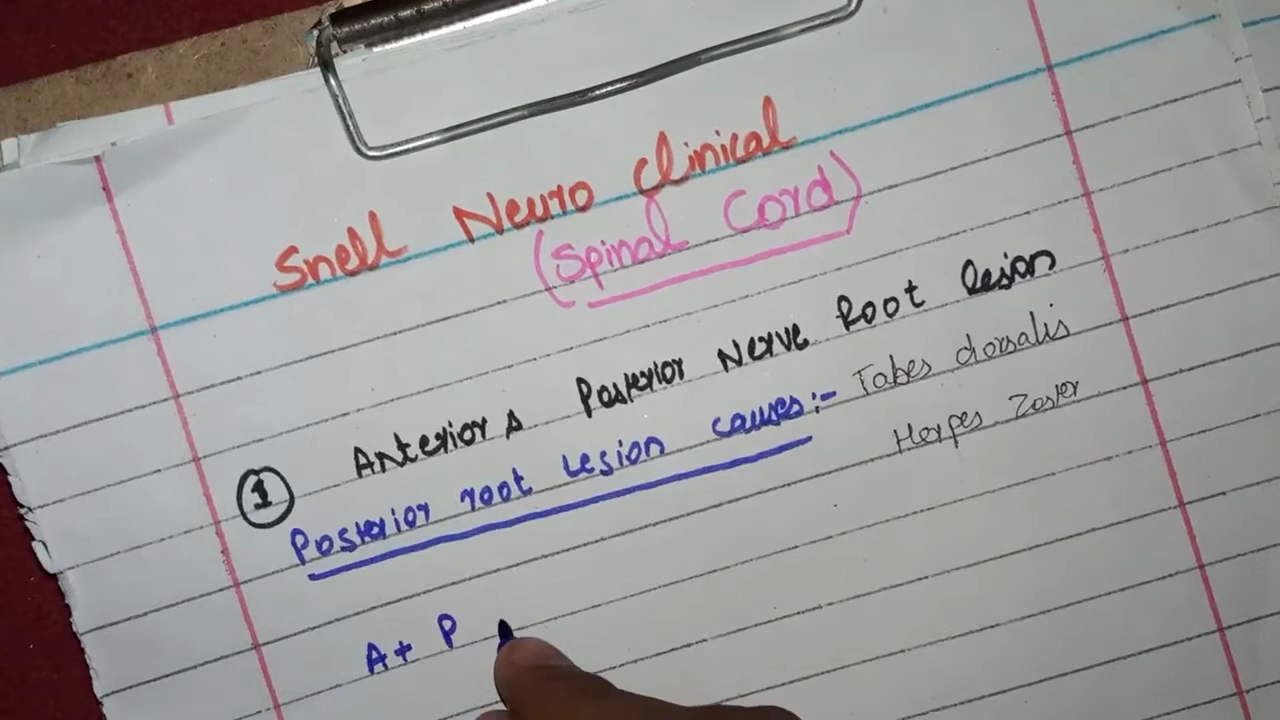 Snell Neuro Clinical
(Spinal Cord)
1 Anterior & Posterior Nerve Root lesion
Posterior root Lesion causes:- Tabes dorsalis
Herpes Zoster
A+ P